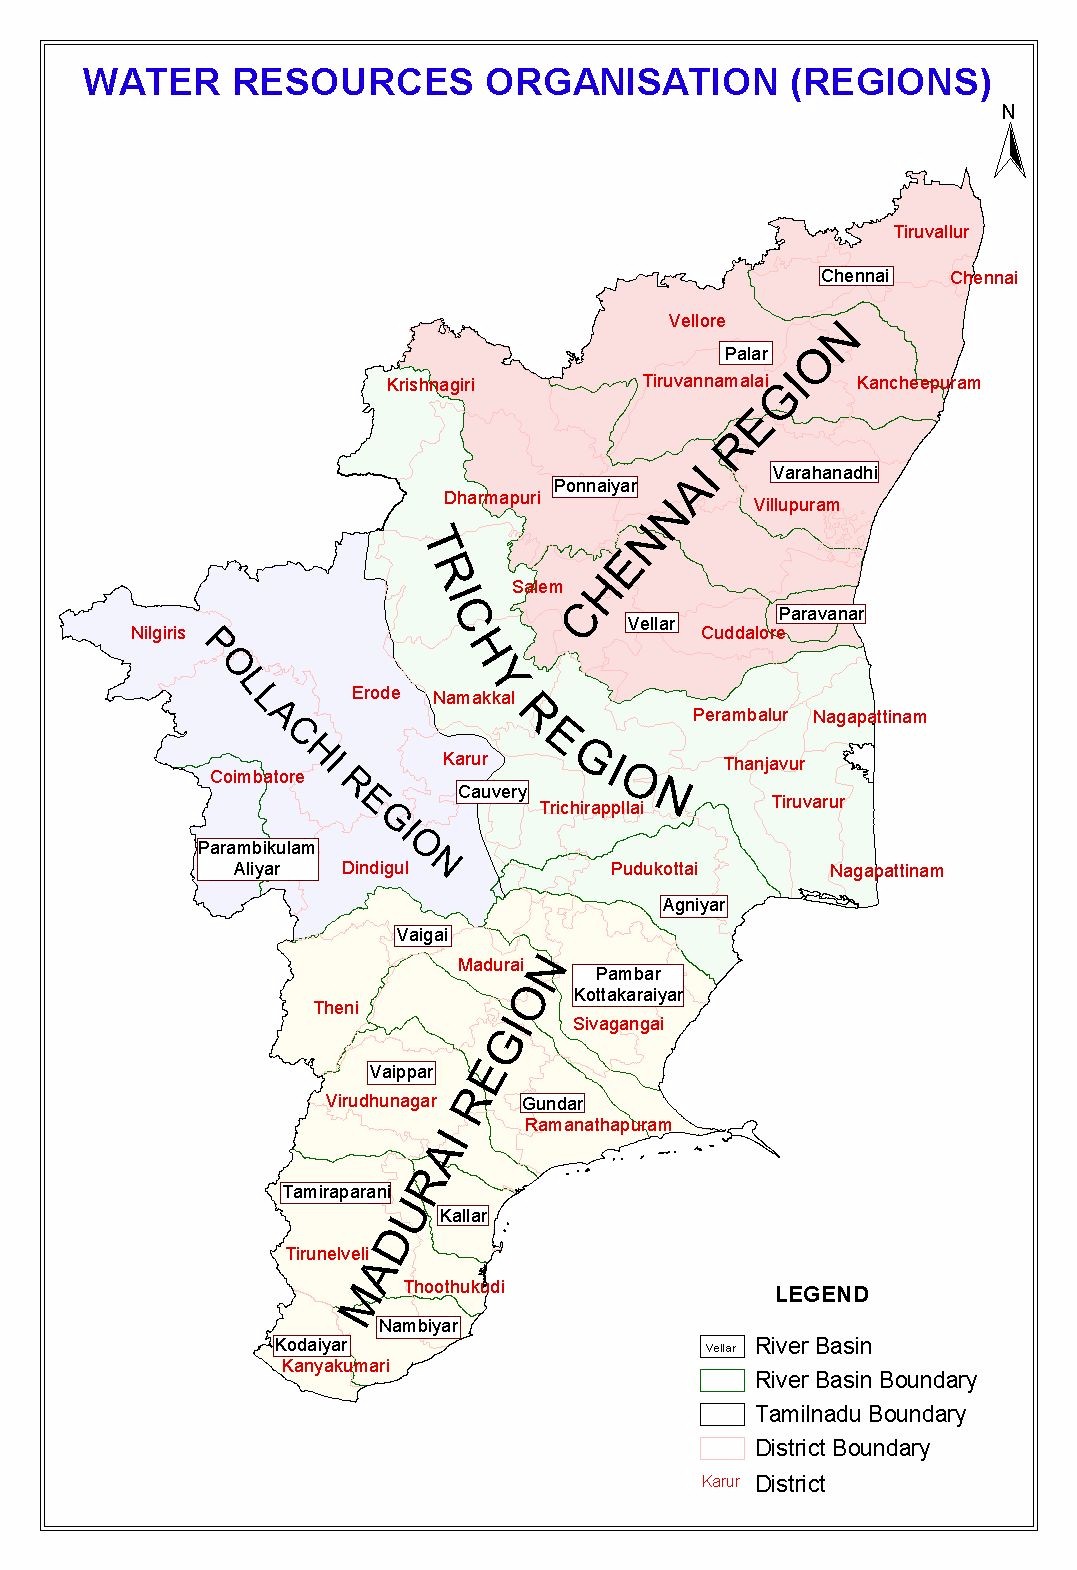 WATER RESOURCES ORGANISATION (REGIONS)
N
Tiruvallur
Chennai
Chennai
Vellore
Palar
Tiruvannamalai
Kancheepuram
Krishnagiri
CHENNAI REGION
Varahanadhi
Ponnaiyar
Dharmapuri
Villupuram
TRICHY REGION
Salem
Paravanar
Vellar
Cuddalore
Nilgiris
POLLACHI REGION
Erode
Namakkal
Perambalur
Nagapattinam
Karur
Thanjavur
Coimbatore
Cauvery
Trichirappllai
Tiruvarur
Parambikulam
Aliyar
Dindigul
Pudukottai
Nagapattinam
Agniyar
Vaigai
Madurai
Pambar
Kottakaraiyar
Theni
Sivagangai
MADURAI REGION
Vaippar
Virudhunagar
Gundar
Ramanathapuram
Tamiraparani
Kallar
Tirunelveli
Thoothukudi
Nambiyar
Kodaiyar
Kanyakumari
LEGEND
Vellar River Basin
River Basin Boundary
Tamilnadu Boundary
District Boundary
Karur District